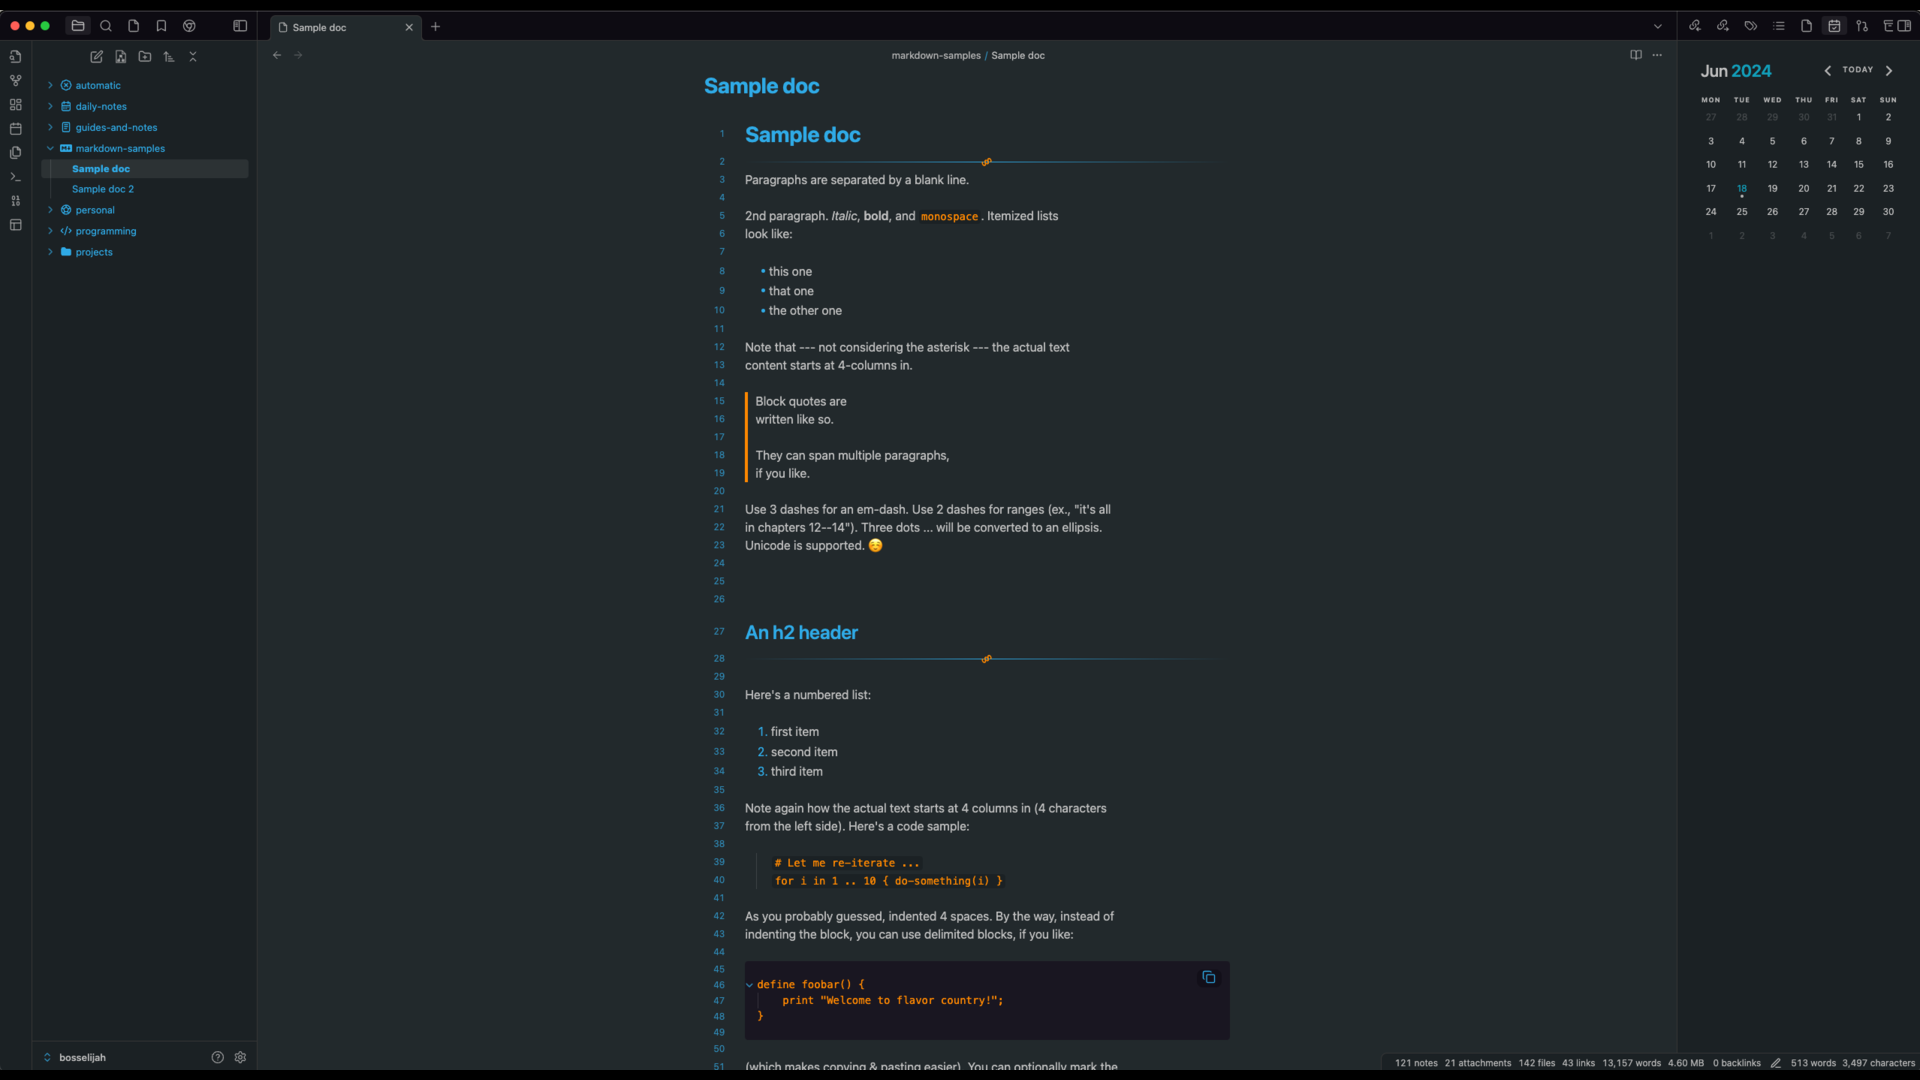 Sample doc
markdown-samples / Sample doc
automatic
daily-notes
guides-and-notes
markdown-samples
Sample doc
Sample doc 2
personal
programming
projects
bosselijah
Sample doc
1 Sample doc
2
3 Paragraphs are separated by a blank line.
4
5 2nd paragraph. Italic, bold, and monospace. Itemized lists
6 look like:
7
8 • this one
9 • that one
10 • the other one
11
12 Note that --- not considering the asterisk --- the actual text
13 content starts at 4-columns in.
14
15 Block quotes are
16 written like so.
17
18 They can span multiple paragraphs,
19 if you like.
20
21 Use 3 dashes for an em-dash. Use 2 dashes for ranges (ex., "it's all
22 in chapters 12--14"). Three dots ... will be converted to an ellipsis.
23 Unicode is supported. ☺️
24
25
26
27 An h2 header
28
29
30 Here's a numbered list:
31
32 1. first item
33 2. second item
34 3. third item
35
36 Note again how the actual text starts at 4 columns in (4 characters
37 from the left side). Here's a code sample:
38
39 # Let me re-iterate ...
40 for i in 1 .. 10 { do-something(i) }
41
42 As you probably guessed, indented 4 spaces. By the way, instead of
43 indenting the block, you can use delimited blocks, if you like:
44
45
46 define foobar() {
47 print "Welcome to flavor country!";
48 }
49
50
51 (which makes copying & pasting easier). You can optionally mark the
Jun 2024 TODAY
MON TUE WED THU FRI SAT SUN
27 28 29 30 31 1 2
3 4 5 6 7 8 9
10 11 12 13 14 15 16
17 18 19 20 21 22 23
24 25 26 27 28 29 30
1 2 3 4 5 6 7
121 notes 21 attachments 142 files 43 links 13,157 words 4.60 MB 0 backlinks 513 words 3,497 characters